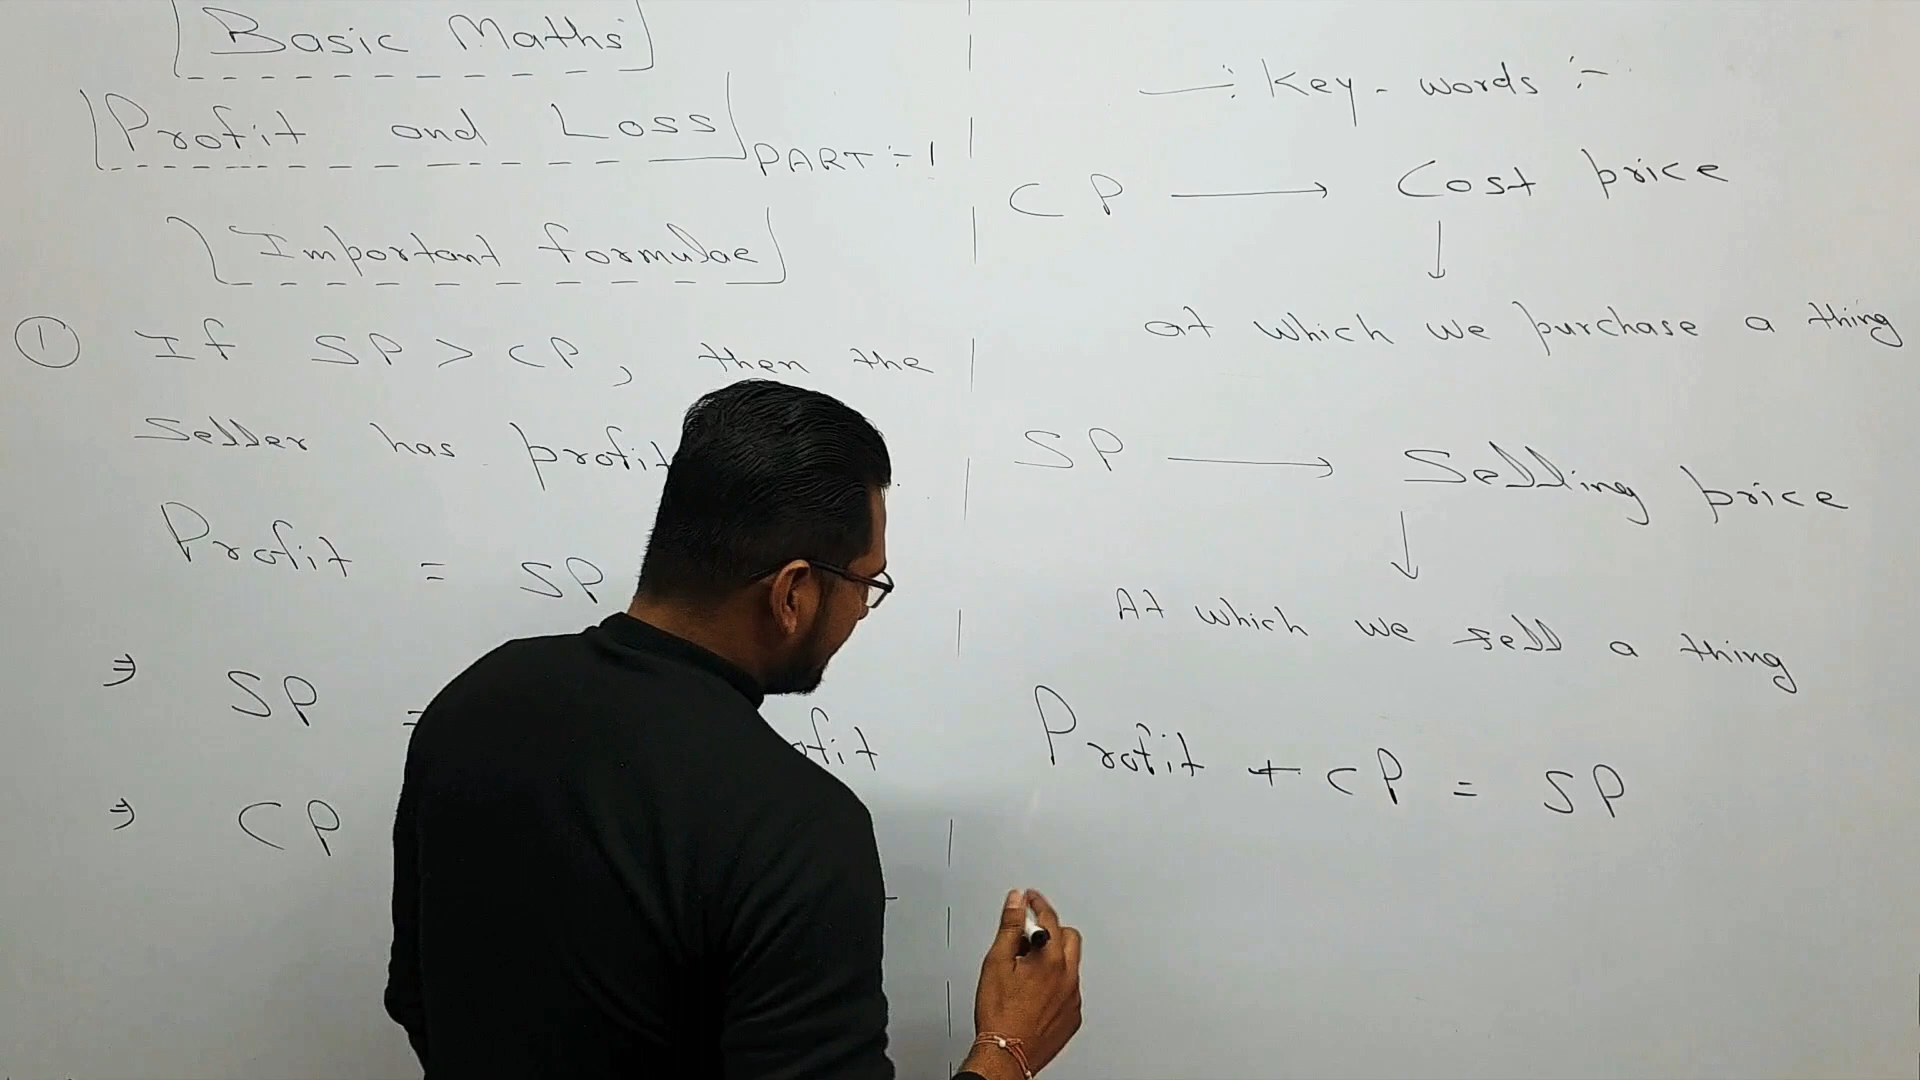 Basic Maths
Profit and Loss PART:- 1
Important formulae
① If SP > CP, then the
Seller has profit
Profit = SP
⇒ SP =
⇒ CP
—: Key-words :-
CP → Cost price
↓
at which we purchase a thing
SP → Selling price
↓
At which we sell a thing
Profit + CP = SP